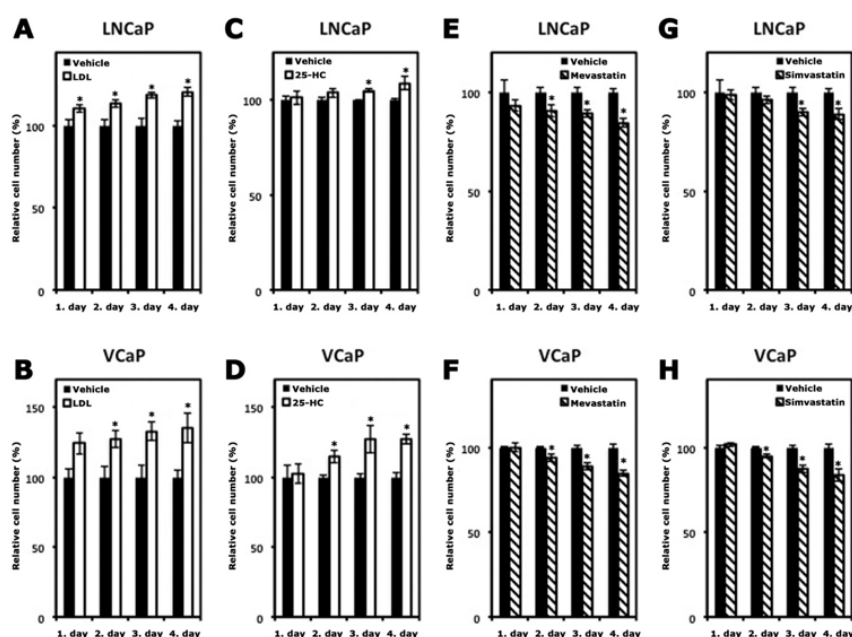 A
LNCaP
Vehicle
LDL
* * * *
Relative cell number (%)
100
50
0
1. day 2. day 3. day 4. day
C
LNCaP
Vehicle
25-HC
* *
Relative cell number (%)
100
50
0
1. day 2. day 3. day 4. day
E
LNCaP
Vehicle
Mevastatin
* * *
Relative cell number (%)
100
50
0
1. day 2. day 3. day 4. day
G
LNCaP
Vehicle
Simvastatin
* *
Relative cell number (%)
100
50
0
1. day 2. day 3. day 4. day
B
VCaP
Vehicle
LDL
* * *
Relative cell number (%)
150
100
50
0
1. day 2. day 3. day 4. day
D
VCaP
Vehicle
25-HC
* * *
Relative cell number (%)
150
100
50
0
1. day 2. day 3. day 4. day
F
VCaP
Vehicle
Mevastatin
* * *
Relative cell number (%)
100
50
0
1. day 2. day 3. day 4. day
H
VCaP
Vehicle
Simvastatin
* * *
Relative cell number (%)
100
50
0
1. day 2. day 3. day 4. day